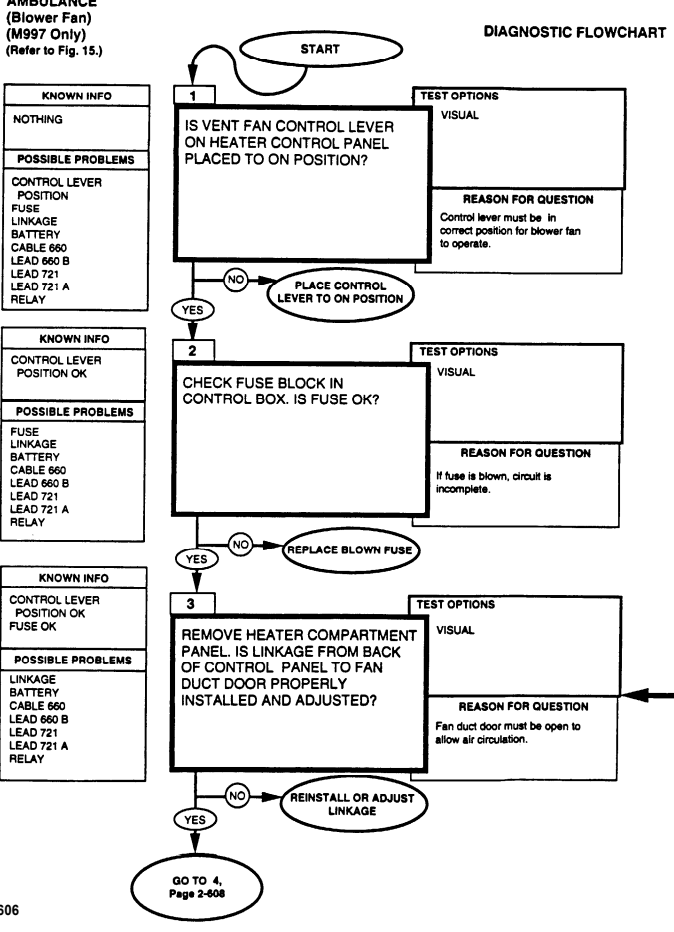 AMBULANCE
(Blower Fan)
(M997 Only)
(Refer to Fig. 15.)
DIAGNOSTIC FLOWCHART
START
KNOWN INFO
NOTHING
POSSIBLE PROBLEMS
CONTROL LEVER
POSITION
FUSE
LINKAGE
BATTERY
CABLE 660
LEAD 660 B
LEAD 721
LEAD 721 A
RELAY
1
IS VENT FAN CONTROL LEVER
ON HEATER CONTROL PANEL
PLACED TO ON POSITION?
TEST OPTIONS
VISUAL
REASON FOR QUESTION
Control lever must be in
correct position for blower fan
to operate.
NO
PLACE CONTROL
LEVER TO ON POSITION
YES
KNOWN INFO
CONTROL LEVER
POSITION OK
POSSIBLE PROBLEMS
FUSE
LINKAGE
BATTERY
CABLE 660
LEAD 660 B
LEAD 721
LEAD 721 A
RELAY
2
CHECK FUSE BLOCK IN
CONTROL BOX. IS FUSE OK?
TEST OPTIONS
VISUAL
REASON FOR QUESTION
If fuse is blown, circuit is
incomplete.
NO
REPLACE BLOWN FUSE
YES
KNOWN INFO
CONTROL LEVER
POSITION OK
FUSE OK
POSSIBLE PROBLEMS
LINKAGE
BATTERY
CABLE 660
LEAD 660 B
LEAD 721
LEAD 721 A
RELAY
3
REMOVE HEATER COMPARTMENT
PANEL. IS LINKAGE FROM BACK
OF CONTROL PANEL TO FAN
DUCT DOOR PROPERLY
INSTALLED AND ADJUSTED?
TEST OPTIONS
VISUAL
REASON FOR QUESTION
Fan duct door must be open to
allow air circulation.
NO
REINSTALL OR ADJUST
LINKAGE
YES
GO TO 4,
Page 2-608
606